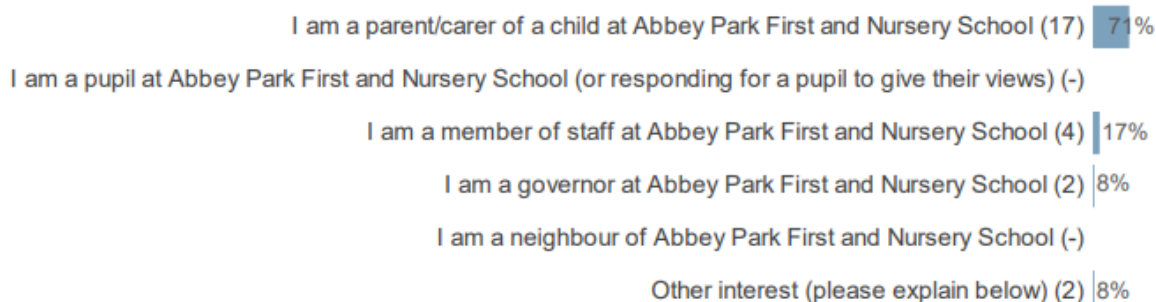 I am a parent/carer of a child at Abbey Park First and Nursery School (17) 71%
I am a pupil at Abbey Park First and Nursery School (or responding for a pupil to give their views) (-)
I am a member of staff at Abbey Park First and Nursery School (4) 17%
I am a governor at Abbey Park First and Nursery School (2) 8%
I am a neighbour of Abbey Park First and Nursery School (-)
Other interest (please explain below) (2) 8%